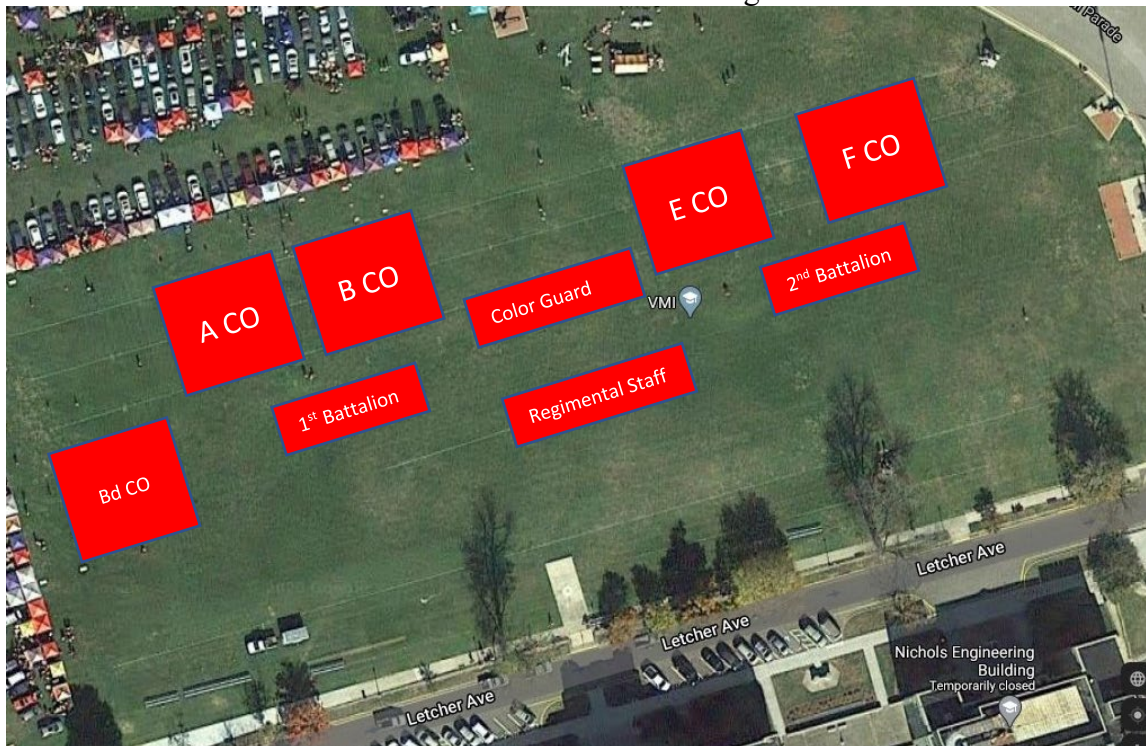 Parade
F CO
E CO
2nd Battalion
B CO
Color Guard
VMI
A CO
Regimental Staff
1st Battalion
Bd CO
Letcher Ave
Letcher Ave
Letcher Ave
Nichols Engineering
Building
Temporarily closed